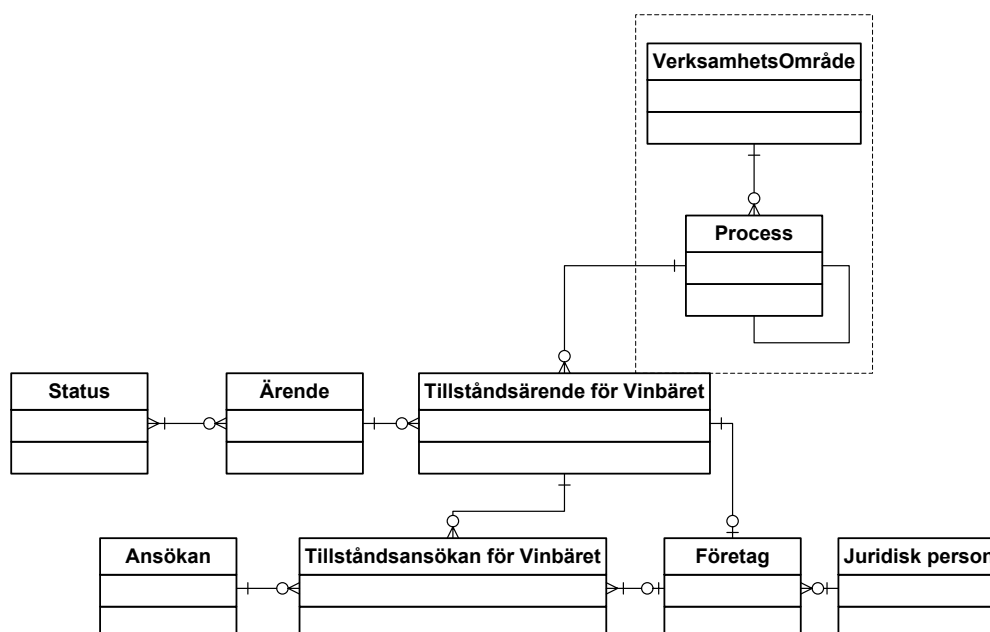 VerksamhetsOmråde
Process
Status
Ärende
Tillståndsärende för Vinbäret
Ansökan
Tillståndsansökan för Vinbäret
Företag
Juridisk person